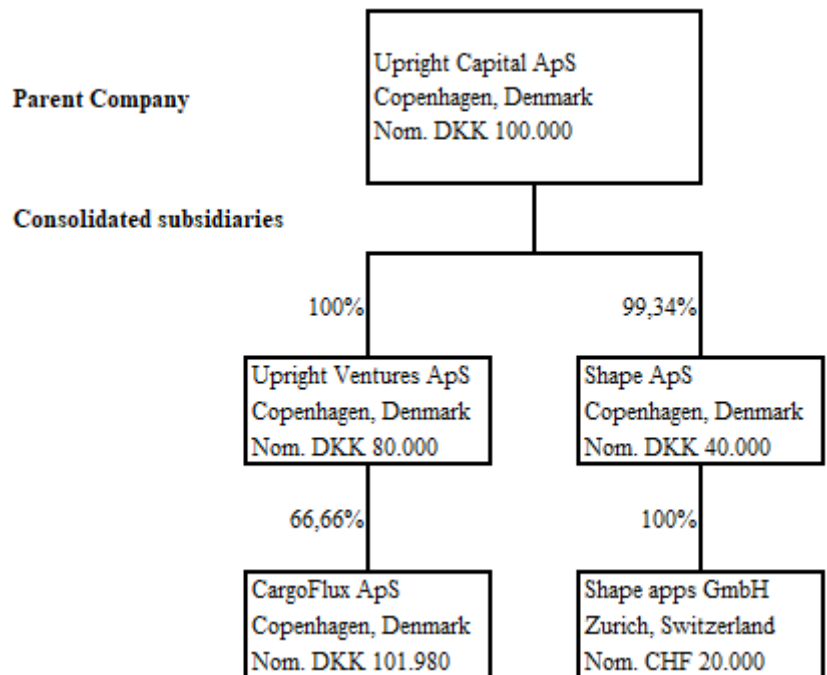 Parent Company
Upright Capital ApS
Copenhagen, Denmark
Nom. DKK 100.000
Consolidated subsidiaries
100%
99,34%
Upright Ventures ApS
Copenhagen, Denmark
Nom. DKK 80.000
Shape ApS
Copenhagen, Denmark
Nom. DKK 40.000
66,66%
100%
CargoFlux ApS
Copenhagen, Denmark
Nom. DKK 101.980
Shape apps GmbH
Zurich, Switzerland
Nom. CHF 20.000